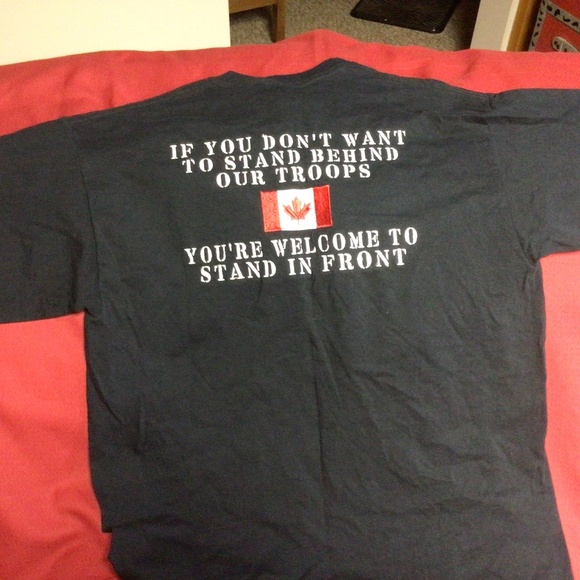 IF YOU DON'T WANT
TO STAND BEHIND
OUR TROOPS
YOU'RE WELCOME TO
STAND IN FRONT